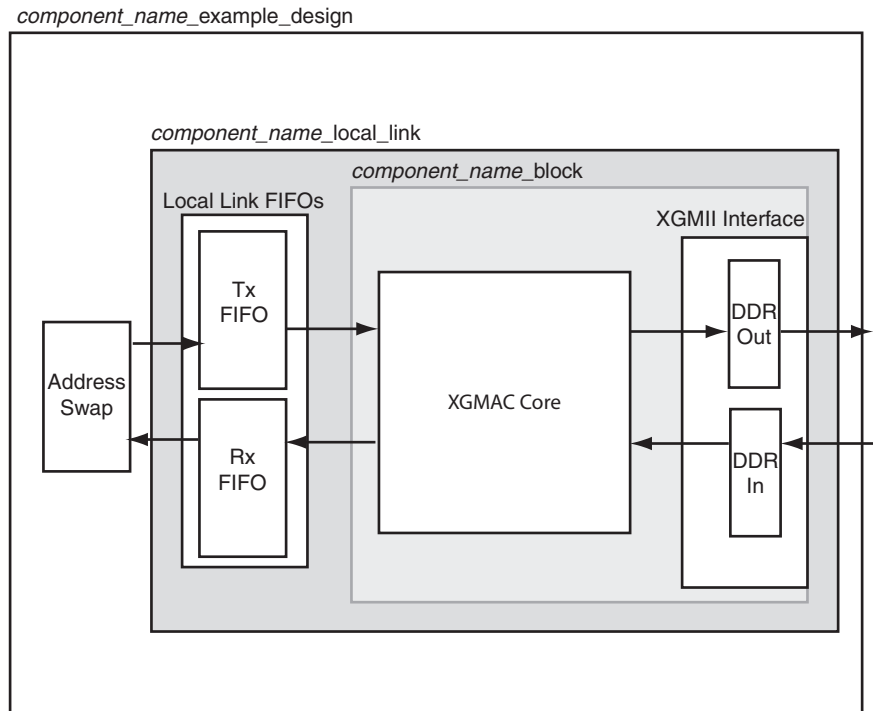 component_name_example_design
component_name_local_link
component_name_block
Local Link FIFOs
XGMII Interface
Tx
FIFO
DDR
Out
Address
Swap
XGMAC Core
Rx
FIFO
DDR
In